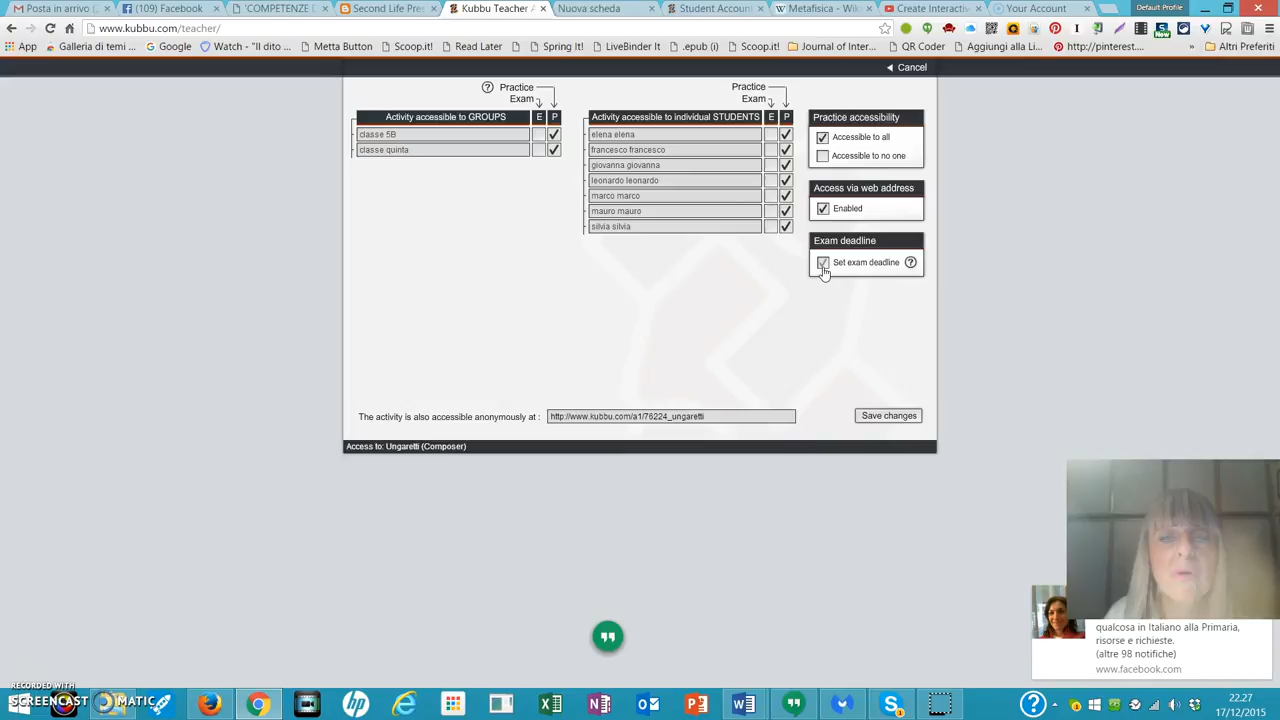 Posta in arrivo (
(109) Facebook
'COMPETENZE D
Second Life Pres
Kubbu Teacher A
Nuova scheda
Student Account
Metafisica - Wik
Create Interactiv
Your Account
Default Profile
www.kubbu.com/teacher/
App
Galleria di temi ...
Google
Watch - "Il dito ...
Metta Button
Scoop.it!
Read Later
Spring It!
LiveBinder It
.epub (i)
Scoop.it!
Journal of Inter...
QR Coder
Aggiungi alla Li...
http://pinterest....
»
Altri Preferiti
Cancel
? Practice
Exam
Practice
Exam
Activity accessible to GROUPS E P
classe 5B
classe quinta
Activity accessible to individual STUDENTS E P
elena elena
francesco francesco
giovanna giovanna
leonardo leonardo
marco marco
mauro mauro
silvia silvia
Practice accessibility
Accessible to all
Accessible to no one
Access via web address
Enabled
Exam deadline
Set exam deadline ?
The activity is also accessible anonymously at :
http://www.kubbu.com/a1/76224_ungaretti
Save changes
Access to: Ungaretti (Composer)
qualcosa in Italiano alla Primaria,
risorse e richieste.
(altre 98 notifiche)
www.facebook.com
RECORDED WITH
SCREENCAST MATIC
22.27
17/12/2015